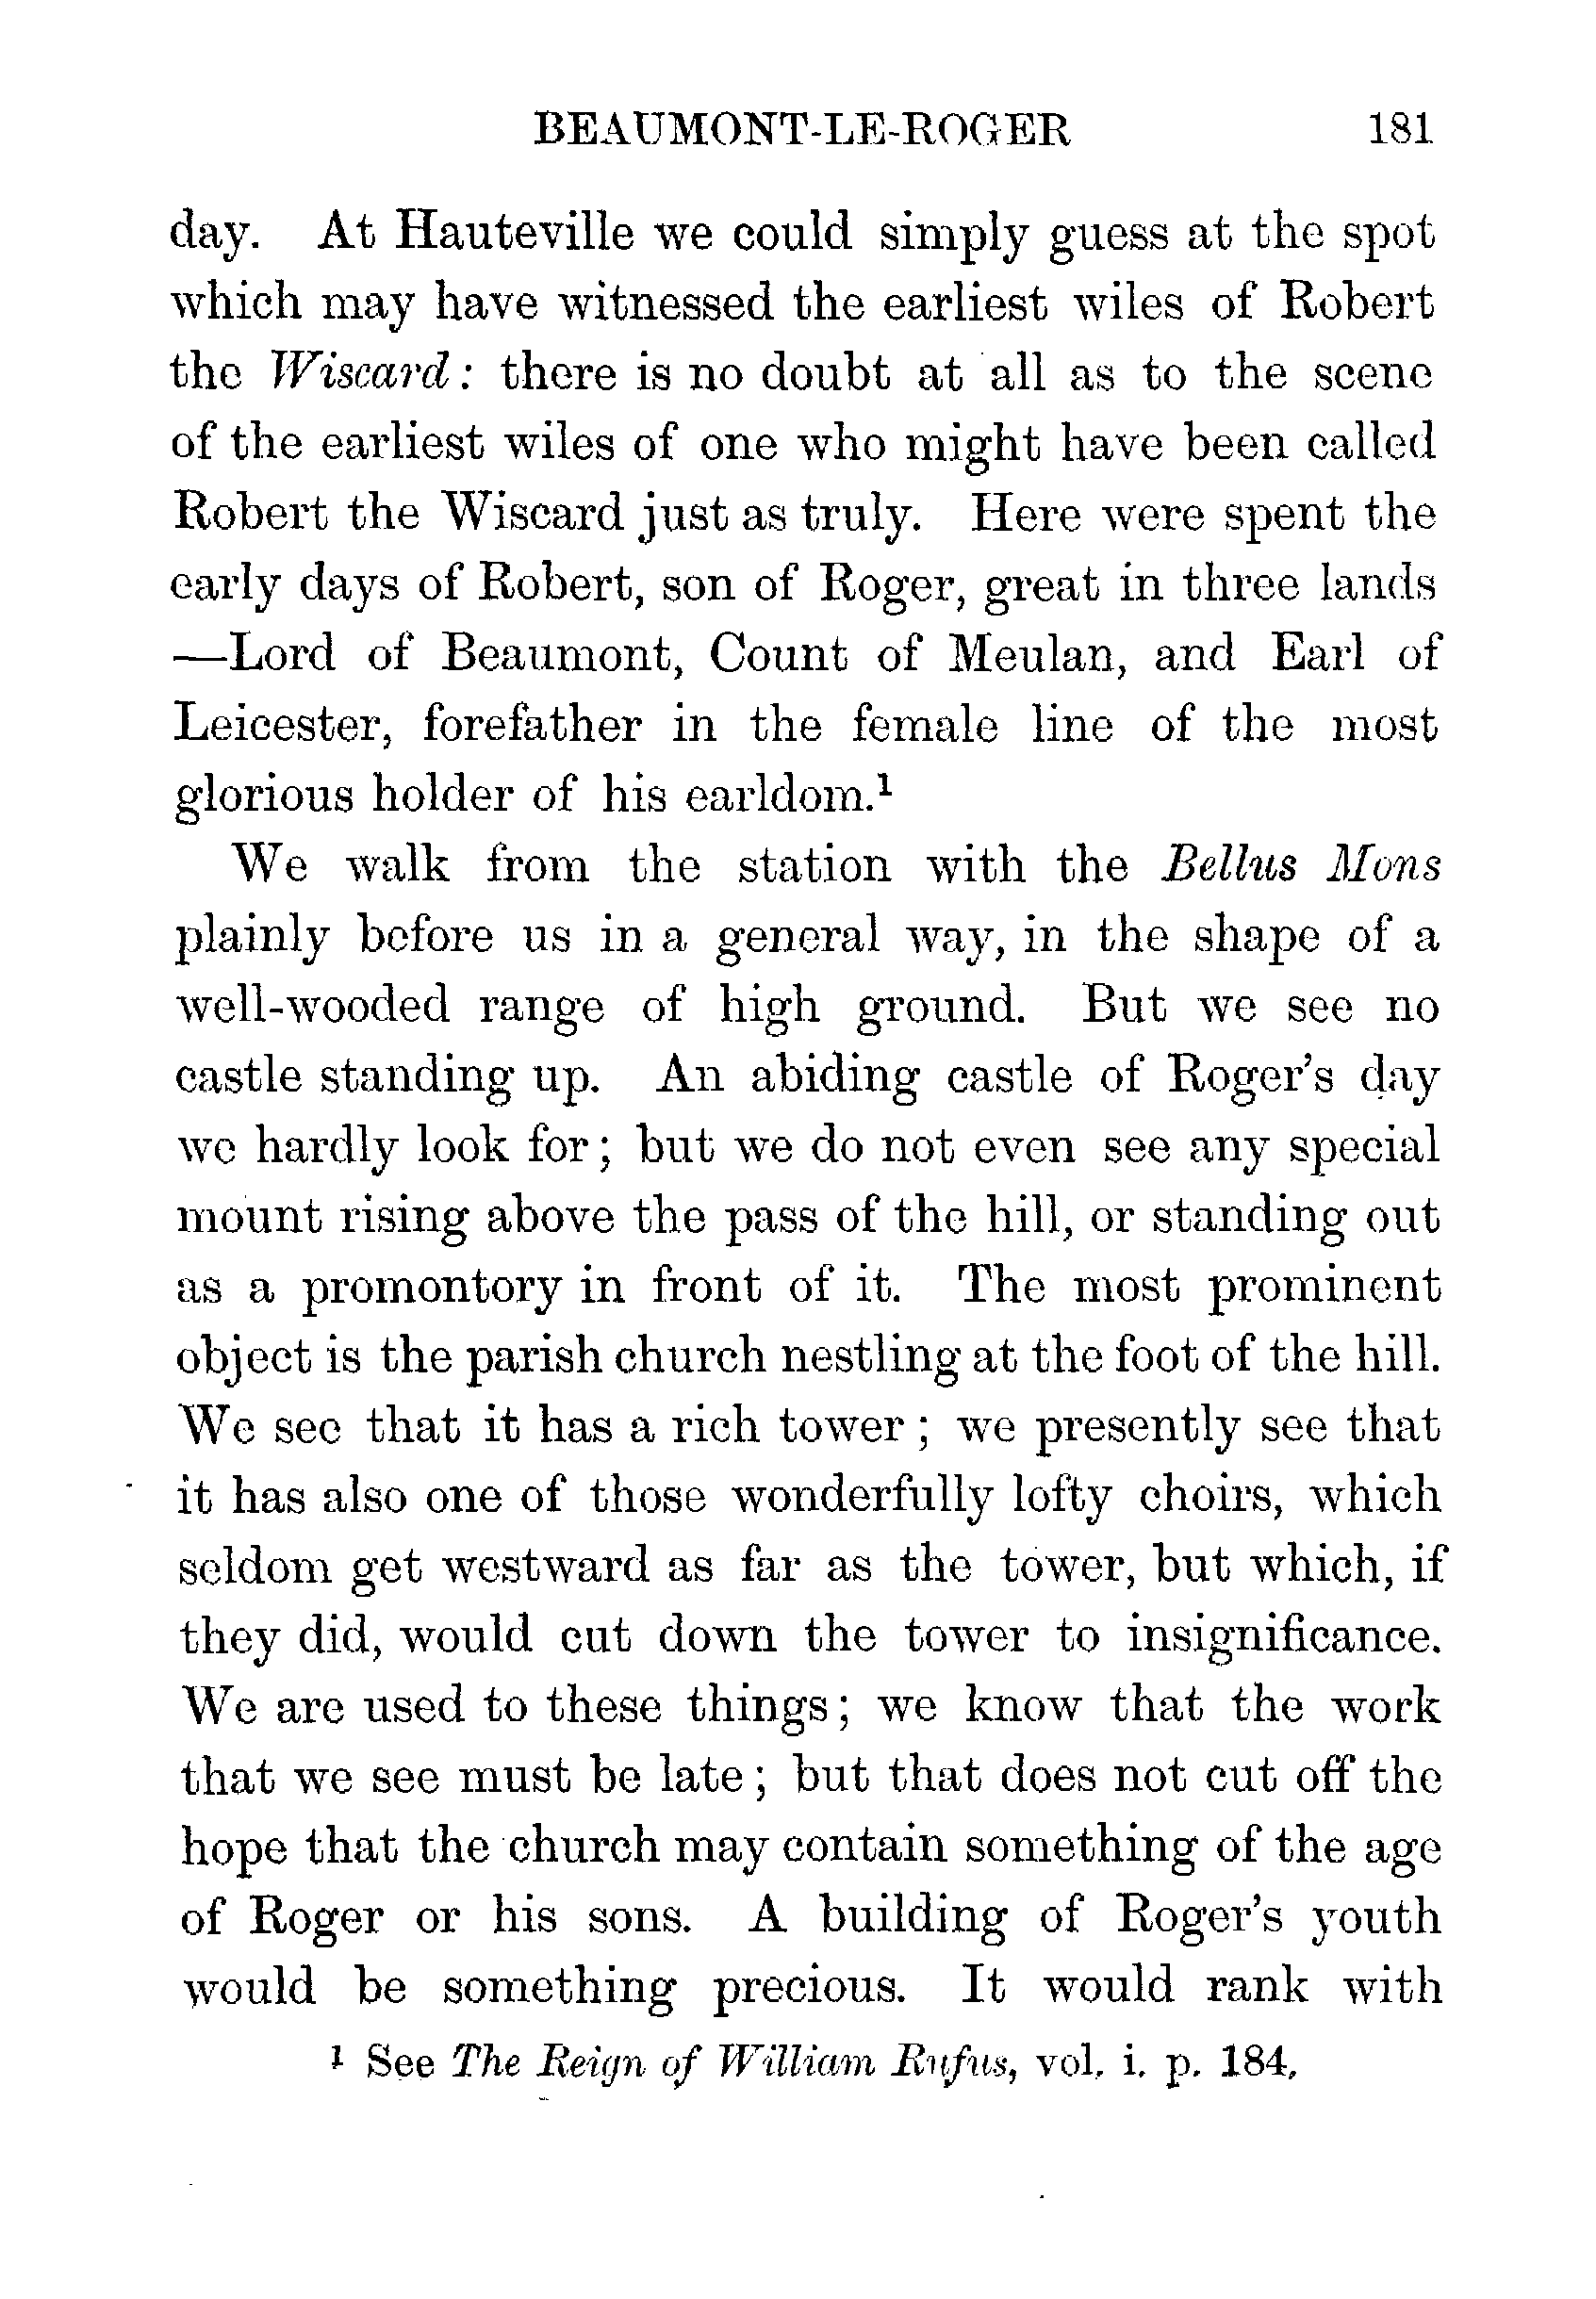 BEAUMONT-LE-ROGER 181
day. At Hauteville we could simply guess at the spot
which may have witnessed the earliest wiles of Robert
the Wiscard: there is no doubt at all as to the scene
of the earliest wiles of one who might have been called
Robert the Wiscard just as truly. Here were spent the
early days of Robert, son of Roger, great in three lands
—Lord of Beaumont, Count of Meulan, and Earl of
Leicester, forefather in the female line of the most
glorious holder of his earldom.¹
We walk from the station with the Bellus Mons
plainly before us in a general way, in the shape of a
well-wooded range of high ground. But we see no
castle standing up. An abiding castle of Roger's day
we hardly look for; but we do not even see any special
mount rising above the pass of the hill, or standing out
as a promontory in front of it. The most prominent
object is the parish church nestling at the foot of the hill.
We see that it has a rich tower; we presently see that
it has also one of those wonderfully lofty choirs, which
seldom get westward as far as the tower, but which, if
they did, would cut down the tower to insignificance.
We are used to these things; we know that the work
that we see must be late; but that does not cut off the
hope that the church may contain something of the age
of Roger or his sons. A building of Roger's youth
would be something precious. It would rank with
¹ See The Reign of William Rufus, vol. i. p. 184.